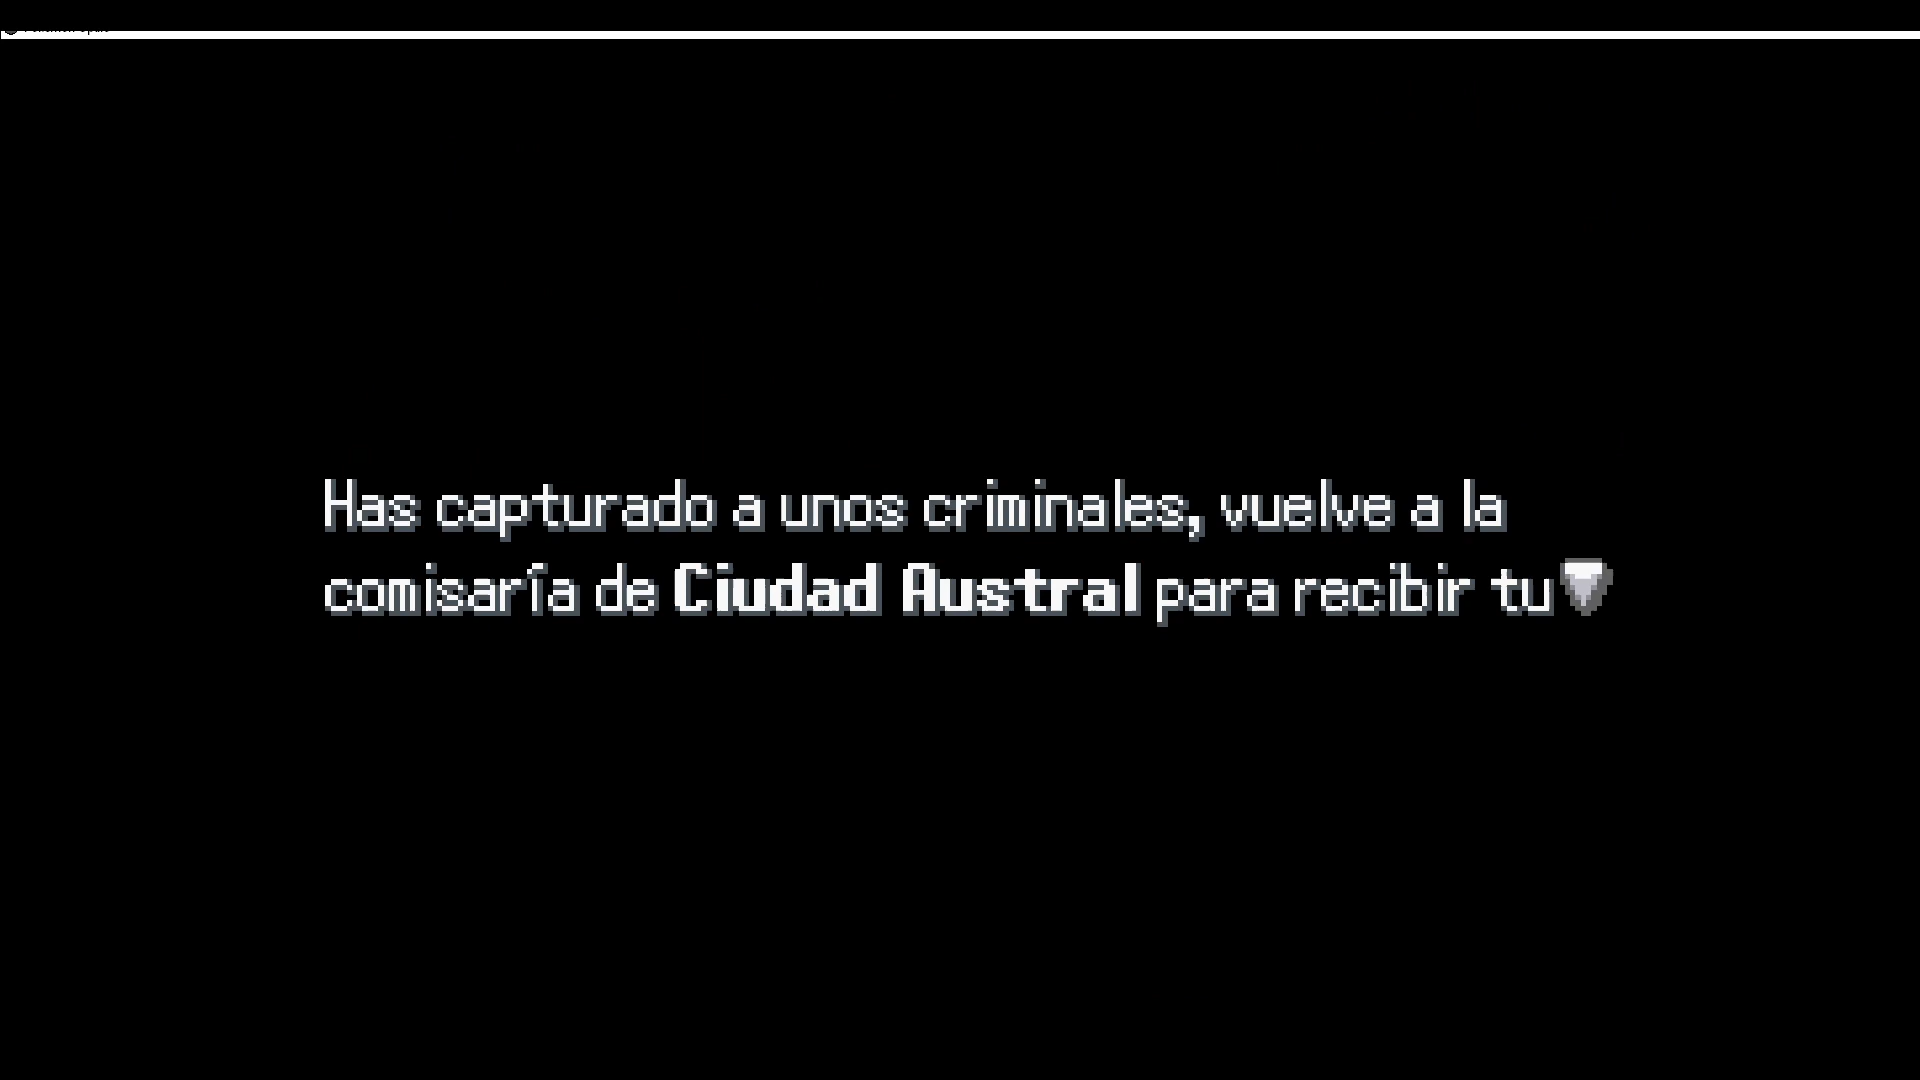 Has capturado a unos criminales, vuelve a la
comisaría de Ciudad Austral para recibir tu